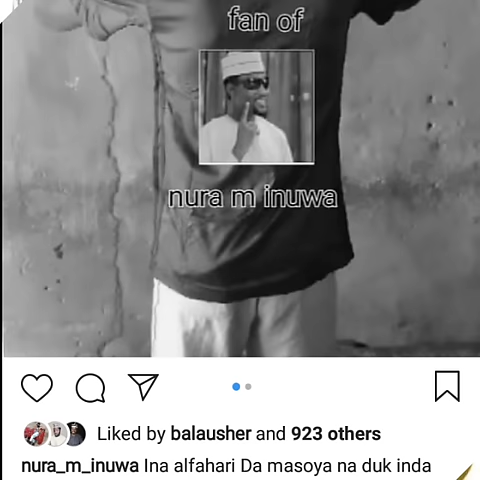 fan of
nura m inuwa
Liked by balausher and 923 others
nura_m_inuwa Ina alfahari Da masoya na duk inda